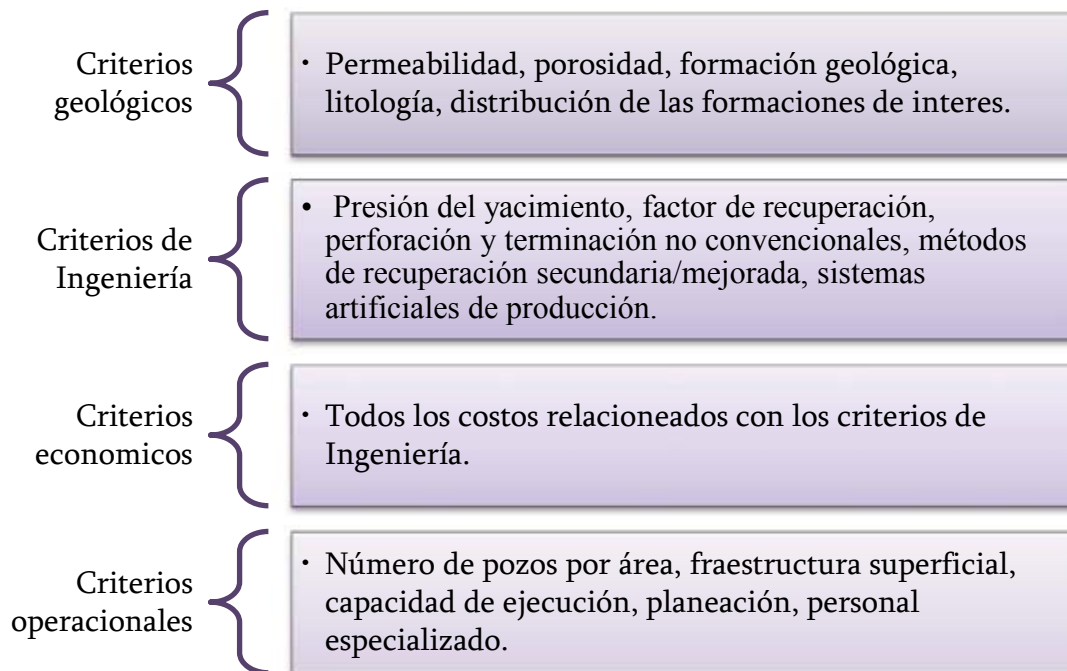 Criterios
geológicos
· Permeabilidad, porosidad, formación geológica,
litología, distribución de las formaciones de interes.
Criterios de
Ingeniería
• Presión del yacimiento, factor de recuperación,
perforación y terminación no convencionales, métodos
de recuperación secundaria/mejorada, sistemas
artificiales de producción.
Criterios
economicos
· Todos los costos relacioneados con los criterios de
Ingeniería.
Criterios
operacionales
· Número de pozos por área, fraestructura superficial,
capacidad de ejecución, planeación, personal
especializado.